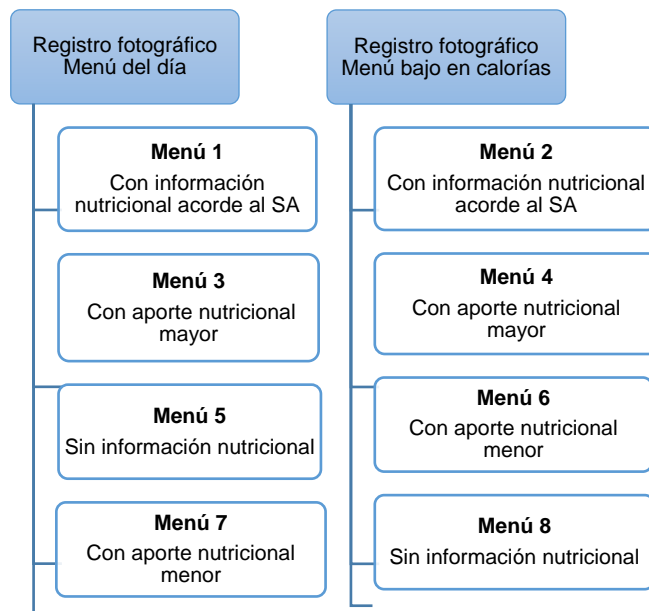 Registro fotográfico
Menú del día
Menú 1
Con información
nutricional acorde al SA
Menú 3
Con aporte nutricional
mayor
Menú 5
Sin información nutricional
Menú 7
Con aporte nutricional
menor
Registro fotográfico
Menú bajo en calorías
Menú 2
Con información nutricional
acorde al SA
Menú 4
Con aporte nutricional
mayor
Menú 6
Con aporte nutricional
menor
Menú 8
Sin información nutricional